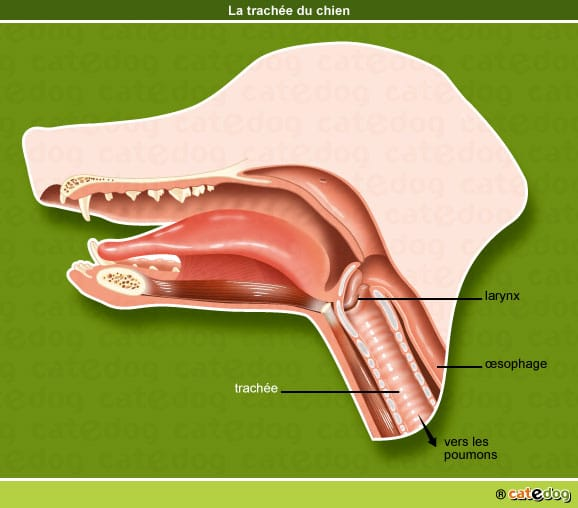 La trachée du chien
larynx
œsophage
trachée
vers les
poumons
® catedog